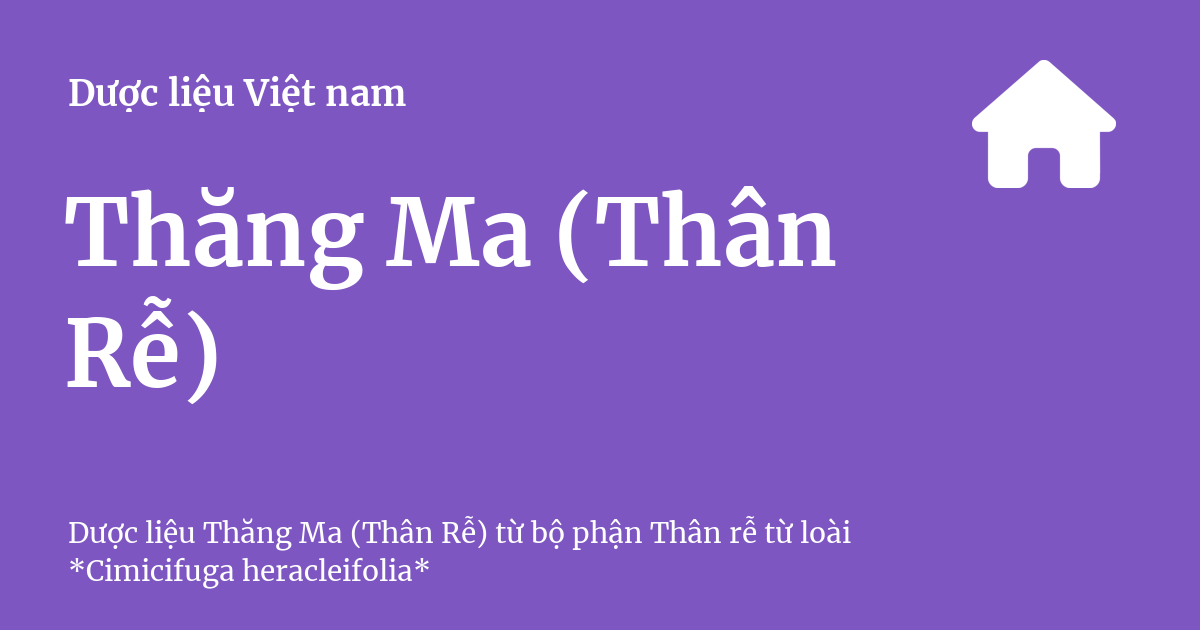 Dược liệu Việt nam
Thăng Ma (Thân
Rễ)
Dược liệu Thăng Ma (Thân Rễ) từ bộ phận Thân rễ từ loài
*Cimicifuga heracleifolia*